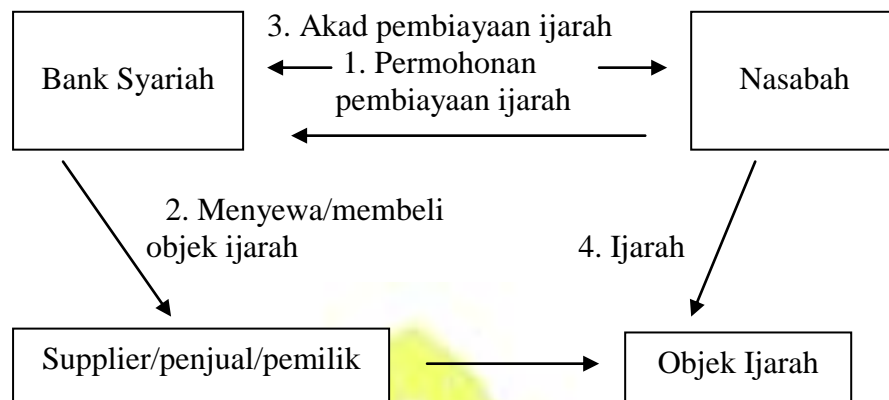 3. Akad pembiayaan ijarah
Bank Syariah
1. Permohonan
pembiayaan ijarah
Nasabah
2. Menyewa/membeli
objek ijarah
4. Ijarah
Supplier/penjual/pemilik
Objek Ijarah